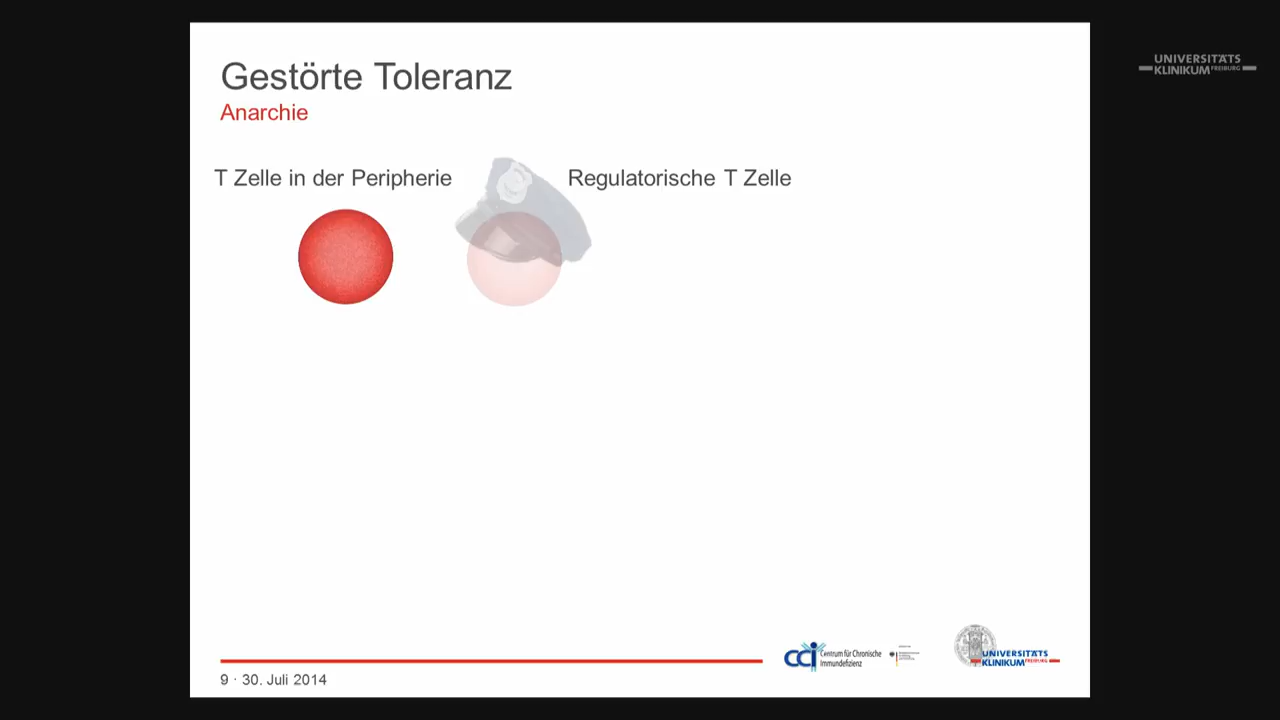 Gestörte Toleranz
Anarchie
T Zelle in der Peripherie
Regulatorische T Zelle
UNIVERSITÄTS
KLINIKUM FREIBURG
cci Centrum für Chronische
Immundefizienz
UNIVERSITÄTS
KLINIKUM FREIBURG
9 · 30. Juli 2014